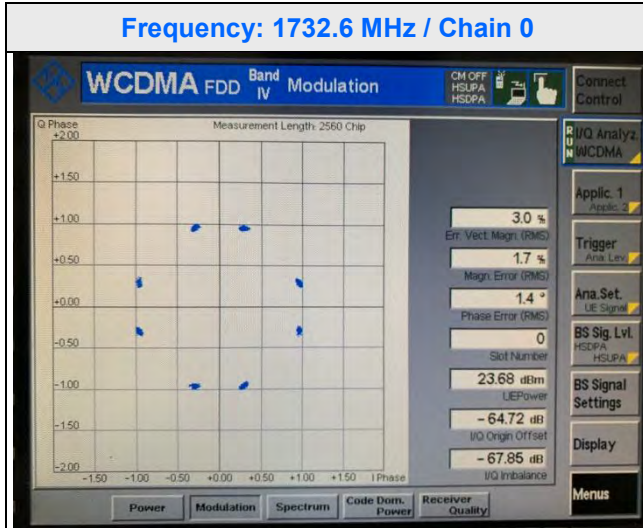 Frequency: 1732.6 MHz / Chain 0
WCDMA FDD Band IV Modulation
CM OFF
HSUPA
HSDPA
Connect Control
Q Phase
Measurement Length: 2560 Chip
+2.00
+1.50
+1.00
+0.50
+0.00
-0.50
-1.00
-1.50
-2.00
-1.50 -1.00 -0.50 +0.00 +0.50 +1.00 +1.50 I Phase
3.0 %
Err. Vect. Magn. (RMS)
1.7 %
Magn. Error (RMS)
1.4 °
Phase Error (RMS)
0
Slot Number
23.68 dBm
UEPower
-64.72 dB
I/Q Origin Offset
-67.85 dB
I/Q Imbalance
RUN
I/Q Analyz.
WCDMA
Applic. 1
Applic. 2
Trigger
Ana. Lev.
Ana.Set.
UE Signal
BS Sig. Lvl.
HSDPA
HSUPA
BS Signal
Settings
Display
Menus
Power
Modulation
Spectrum
Code Dom. Power
Receiver Quality